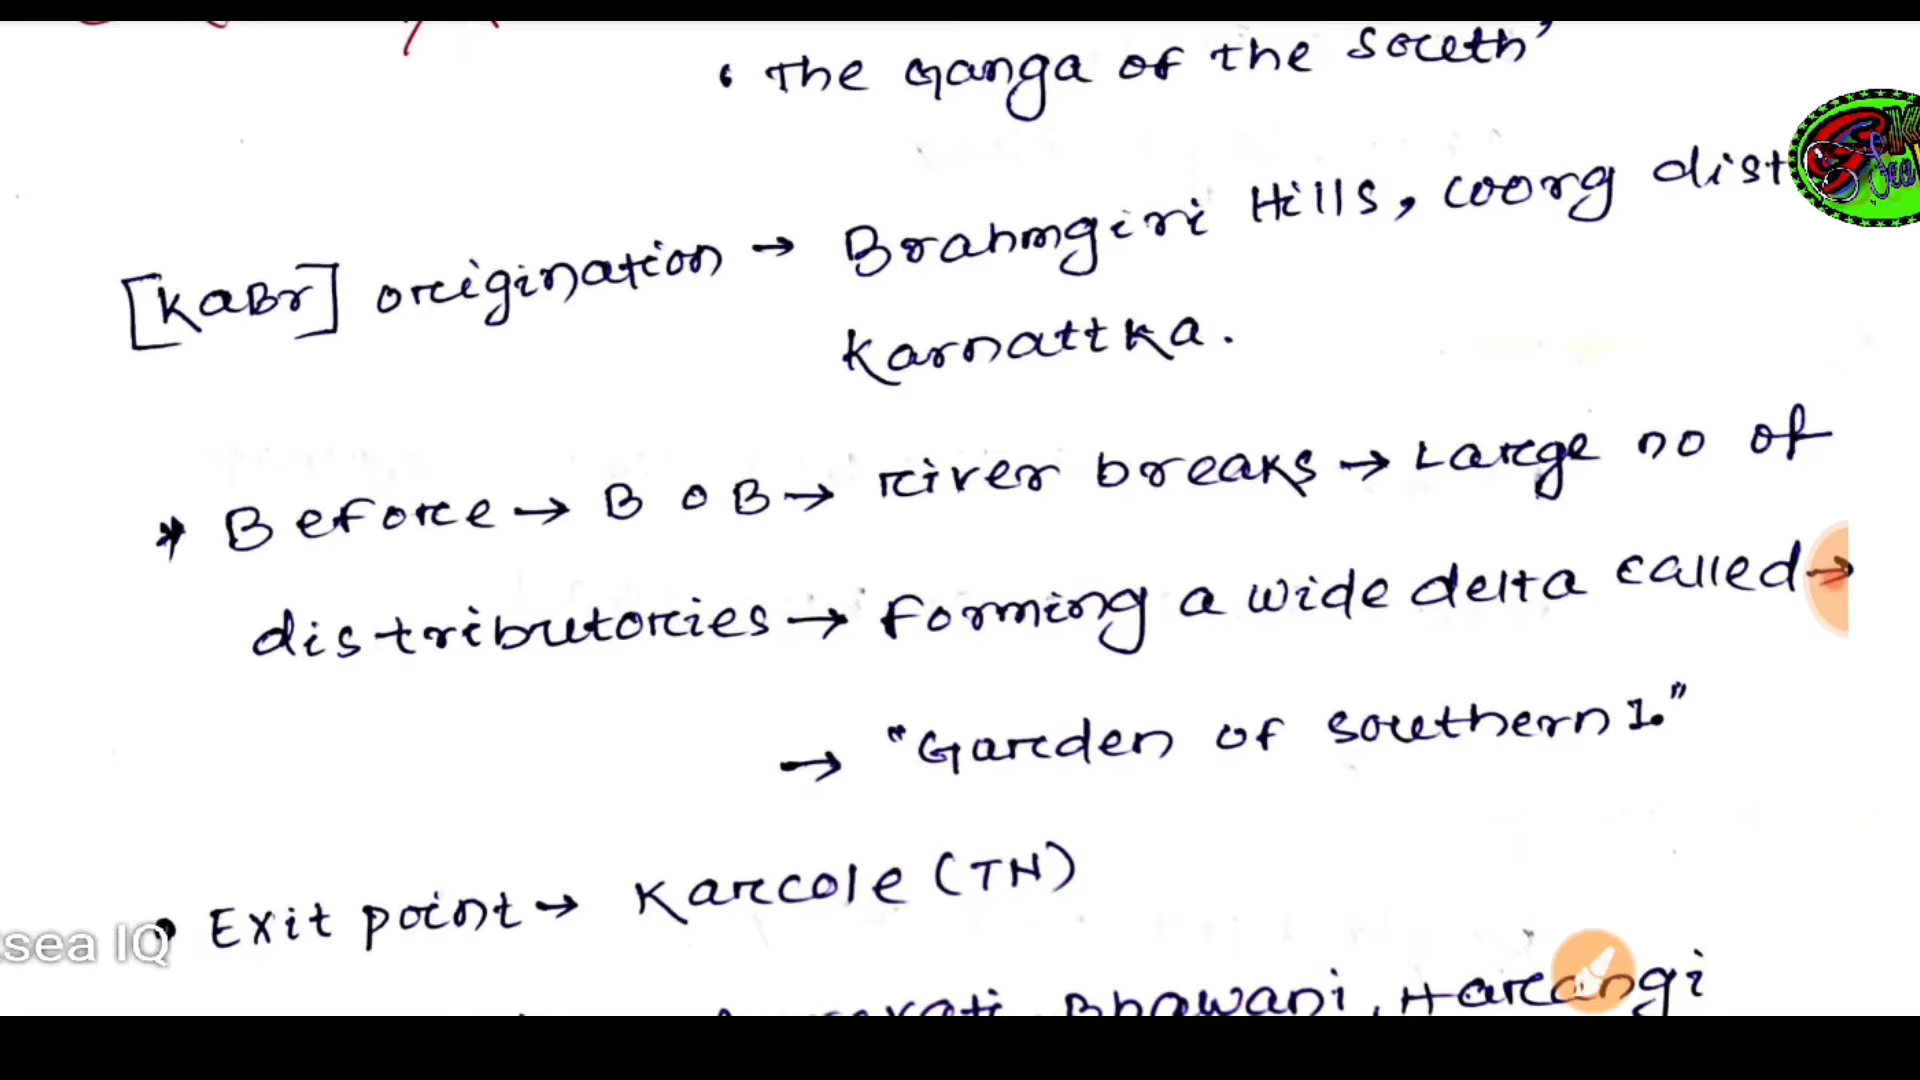 ‘The Ganga of the South’
[KaBr] origination → Brahmgiri Hills, coorg dist
Karnattka.
* Before → B O B → river breaks → Large no of
distributories → Forming a wide delta called →
→ "Garden of Southern I."
• Exit point → Karcole (TN)
sea IQ
Bhawani, Harangi